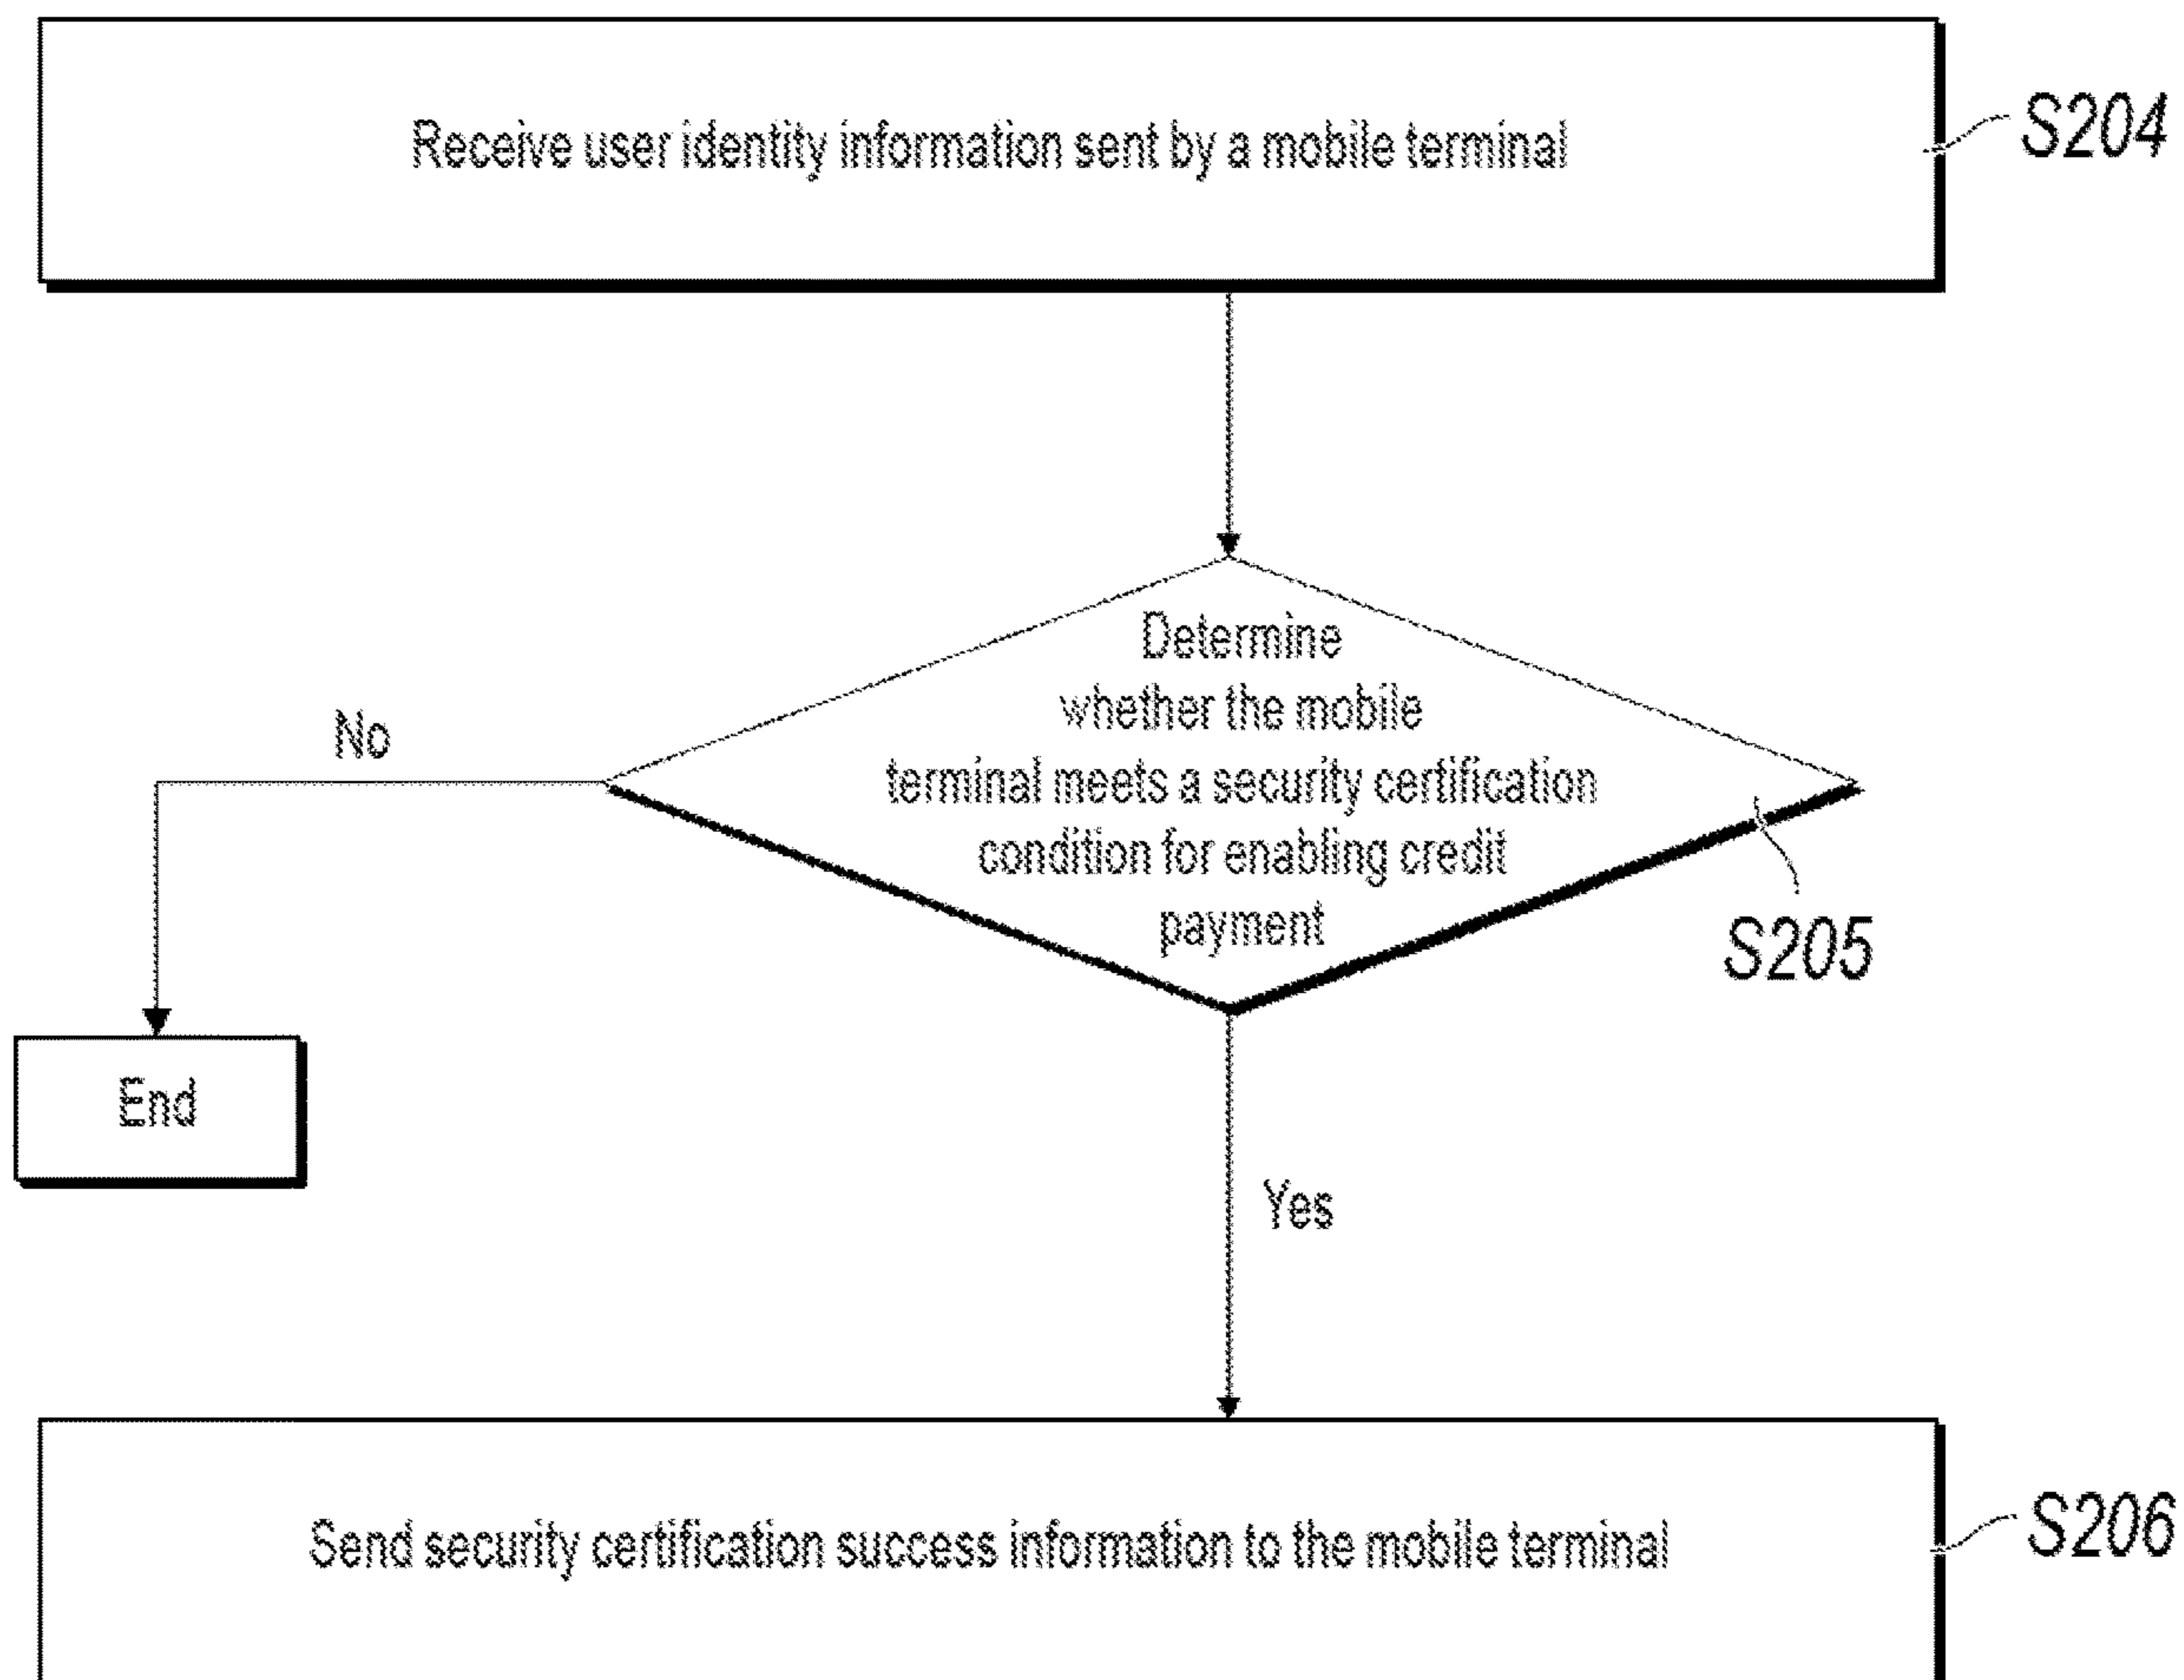 Receive user identity information sent by a mobile terminal
S204
Determine
whether the mobile
terminal meets a security certification
condition for enabling credit
payment
S205
No
End
Yes
Send security certification success information to the mobile terminal
S206